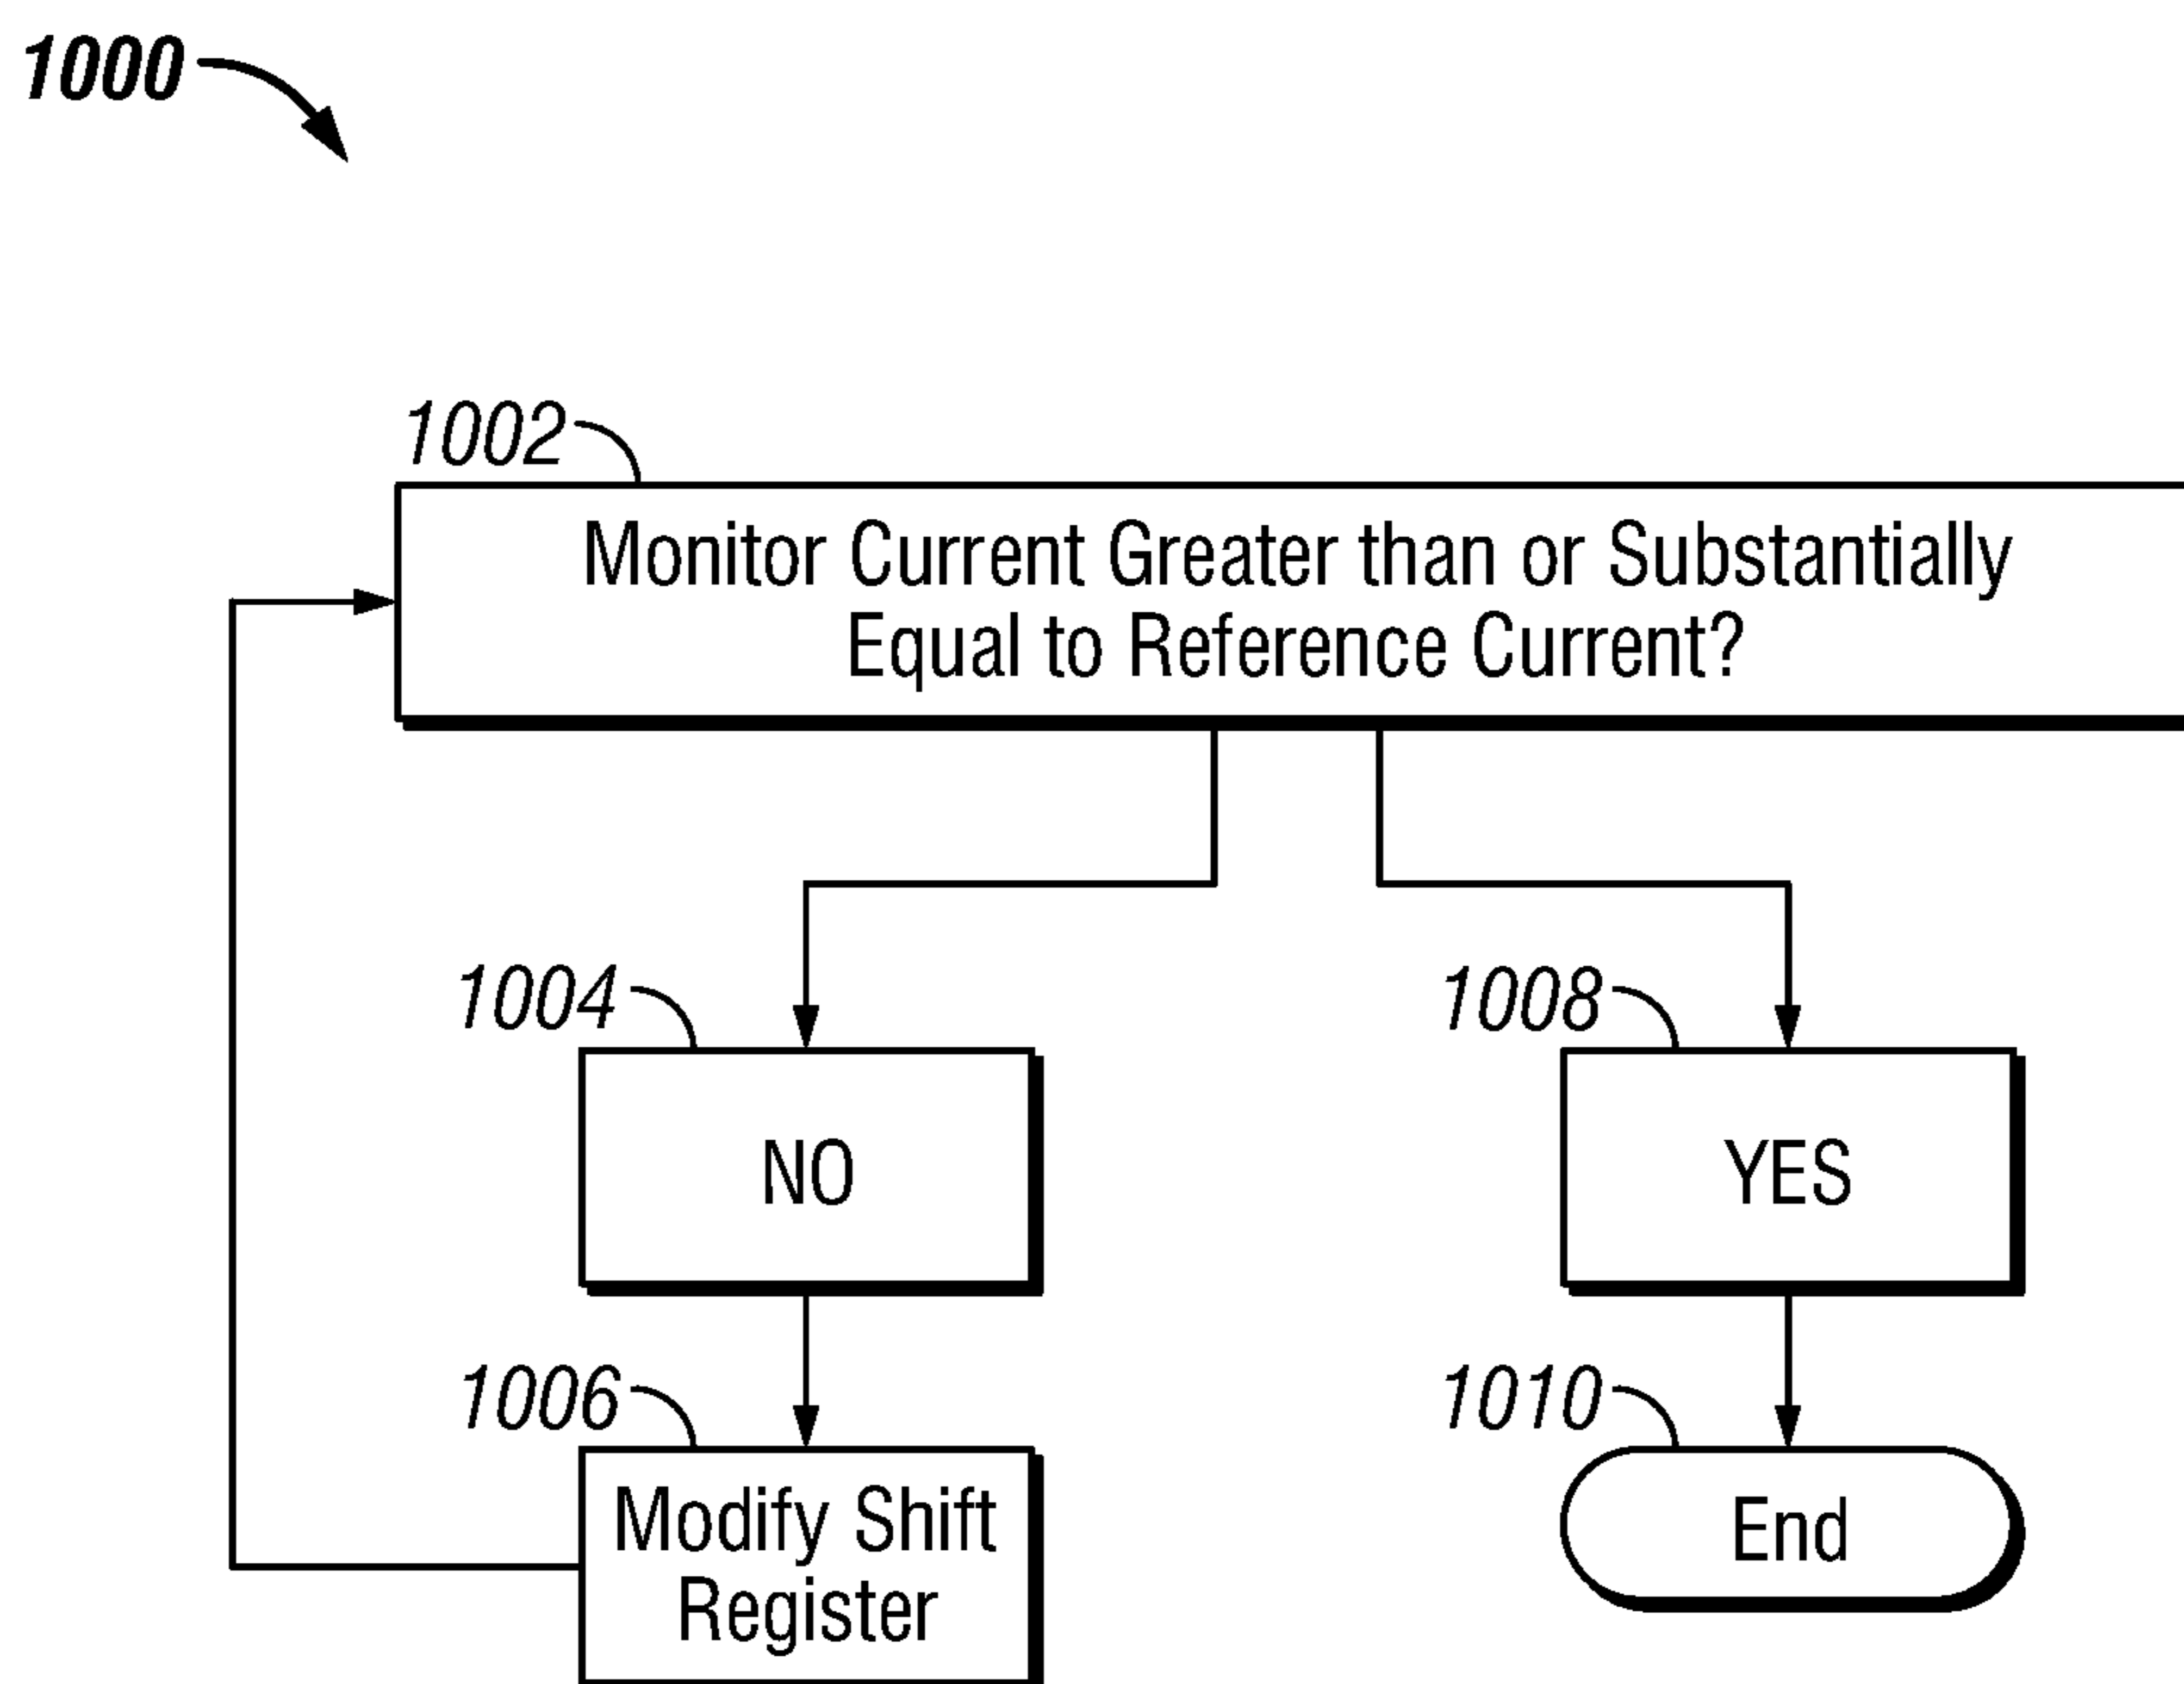 1000
1002
Monitor Current Greater than or Substantially
Equal to Reference Current?
1004
1008
NO
YES
1006
1010
Modify Shift
Register
End